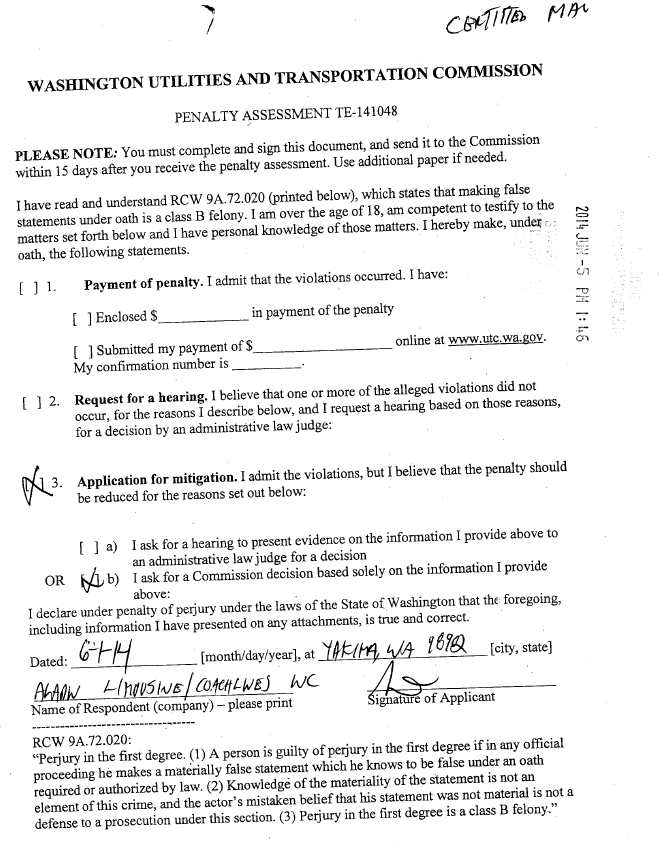 CERTIFIED MAIL
WASHINGTON UTILITIES AND TRANSPORTATION COMMISSION
PENALTY ASSESSMENT TE-141048
PLEASE NOTE: You must complete and sign this document, and send it to the Commission
within 15 days after you receive the penalty assessment. Use additional paper if needed.
I have read and understand RCW 9A.72.020 (printed below), which states that making false
statements under oath is a class B felony. I am over the age of 18, am competent to testify to the
matters set forth below and I have personal knowledge of those matters. I hereby make, under
oath, the following statements.
[ ] 1. Payment of penalty. I admit that the violations occurred. I have:
[ ] Enclosed $____________ in payment of the penalty
[ ] Submitted my payment of $____________________ online at www.utc.wa.gov.
My confirmation number is __________.
[ ] 2. Request for a hearing. I believe that one or more of the alleged violations did not
occur, for the reasons I describe below, and I request a hearing based on those reasons,
for a decision by an administrative law judge:
[X] 3. Application for mitigation. I admit the violations, but I believe that the penalty should
be reduced for the reasons set out below:
[ ] a) I ask for a hearing to present evidence on the information I provide above to
an administrative law judge for a decision
OR [X] b) I ask for a Commission decision based solely on the information I provide
above:
I declare under penalty of perjury under the laws of the State of Washington that the foregoing,
including information I have presented on any attachments, is true and correct.
Dated: 6-1-14 [month/day/year], at YAKIMA, WA 98902 [city, state]
LIMOUSINE/COACHLINES INC
Name of Respondent (company) – please print Signature of Applicant
-----------------------------------
RCW 9A.72.020:
“Perjury in the first degree. (1) A person is guilty of perjury in the first degree if in any official
proceeding he makes a materially false statement which he knows to be false under an oath
required or authorized by law. (2) Knowledge of the materiality of the statement is not an
element of this crime, and the actor’s mistaken belief that his statement was not material is not a
defense to a prosecution under this section. (3) Perjury in the first degree is a class B felony.”
2014 JUN -5 PM 1:46